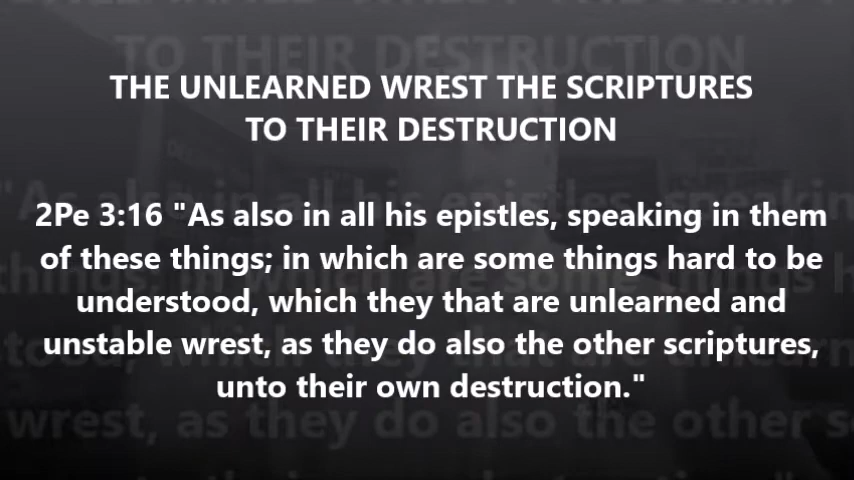 THE UNLEARNED WREST THE SCRIPTURES
TO THEIR DESTRUCTION
2Pe 3:16 "As also in all his epistles, speaking in them
of these things; in which are some things hard to be
understood, which they that are unlearned and
unstable wrest, as they do also the other scriptures,
unto their own destruction."